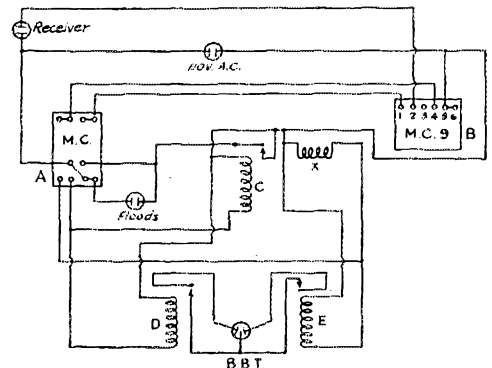 Receiver
110V. A.C.
1 2 3 4 5 6
M.C. 9
B
M.C.
A
Floods
C
X
D
E
B B T